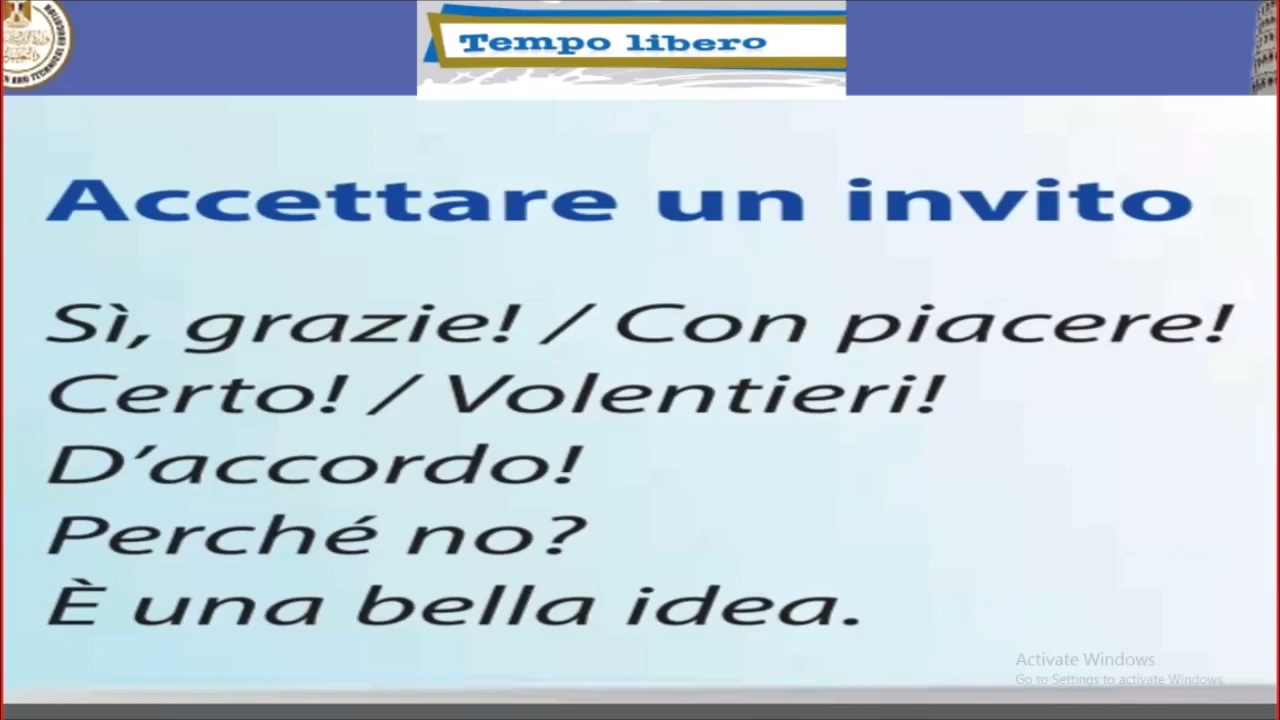 Tempo libero
Accettare un invito
Sì, grazie! / Con piacere!
Certo! / Volentieri!
D’accordo!
Perché no?
È una bella idea.
Activate Windows
Go to Settings to activate Windows.